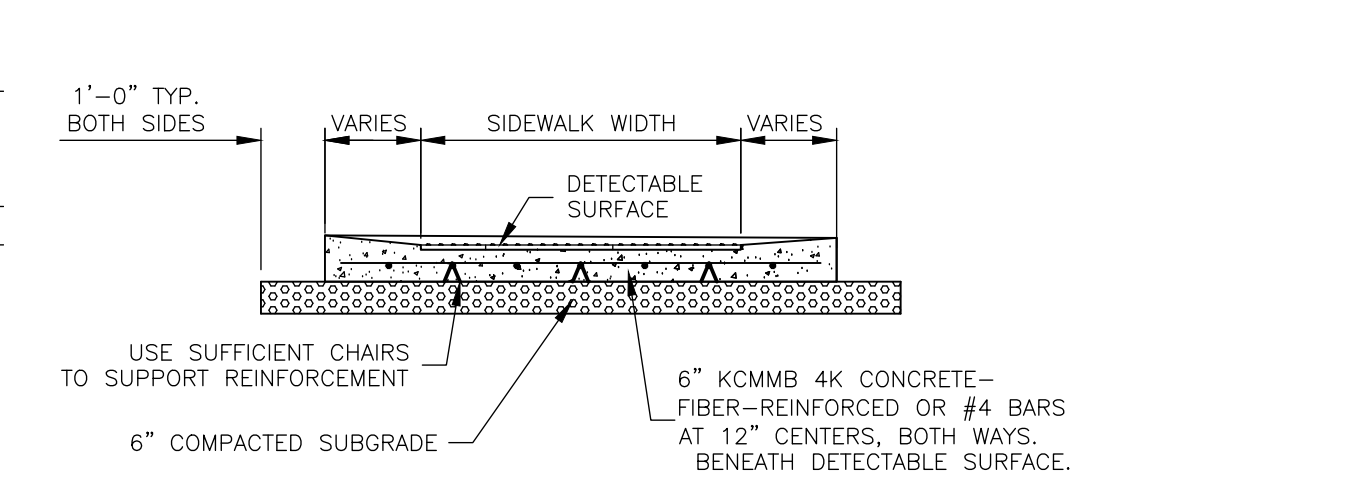 1'-0" TYP.
BOTH SIDES
VARIES
SIDEWALK WIDTH
VARIES
DETECTABLE
SURFACE
USE SUFFICIENT CHAIRS
TO SUPPORT REINFORCEMENT
6" COMPACTED SUBGRADE
6" KCMMB 4K CONCRETE-
FIBER-REINFORCED OR #4 BARS
AT 12" CENTERS, BOTH WAYS.
BENEATH DETECTABLE SURFACE.